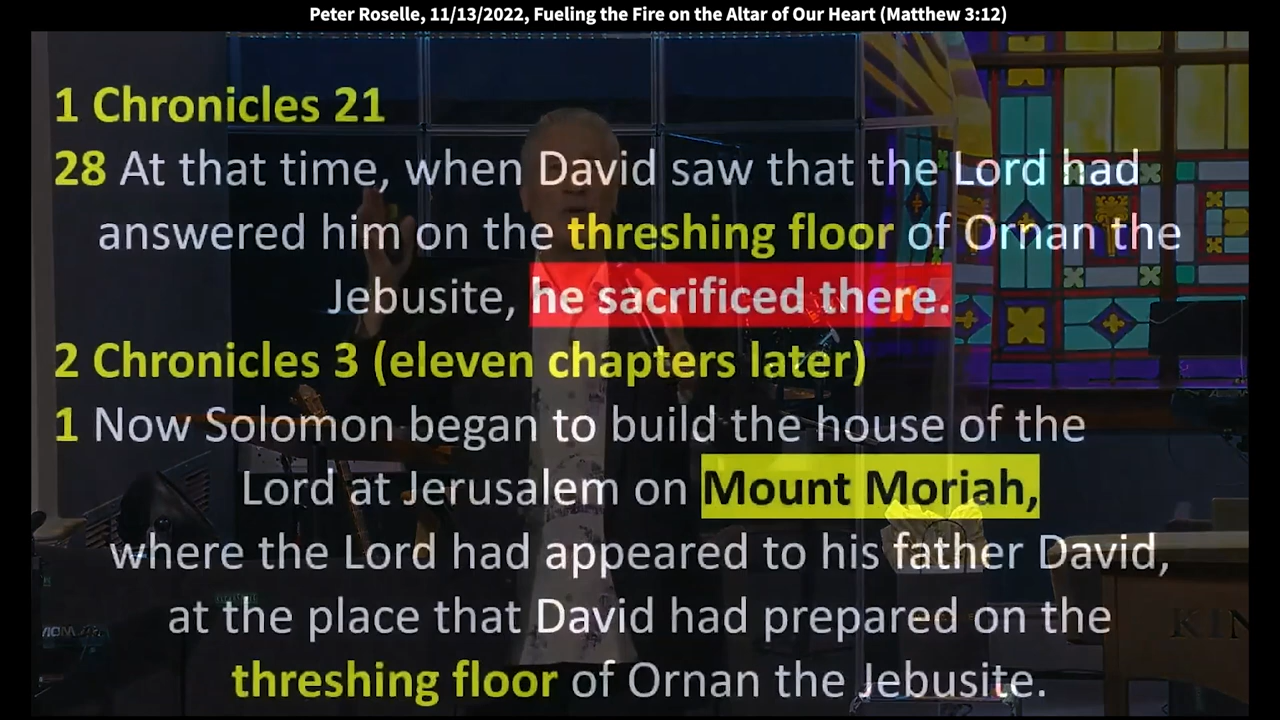 Peter Roselle, 11/13/2022, Fueling the Fire on the Altar of Our Heart (Matthew 3:12)
1 Chronicles 21
28 At that time, when David saw that the Lord had
answered him on the threshing floor of Ornan the
Jebusite, he sacrificed there.
2 Chronicles 3 (eleven chapters later)
1 Now Solomon began to build the house of the
Lord at Jerusalem on Mount Moriah,
where the Lord had appeared to his father David,
at the place that David had prepared on the
threshing floor of Ornan the Jebusite.
KIN